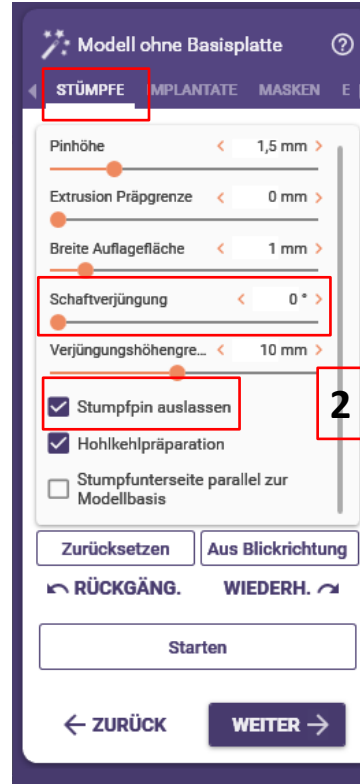 Modell ohne Basisplatte ?
STÜMPFE IMPLANTATE MASKEN E
Pinhöhe < 1,5 mm >
Extrusion Präpgrenze < 0 mm >
Breite Auflagefläche < 1 mm >
Schaftverjüngung < 0 ° >
Verjüngungshöhengre... < 10 mm >
Stumpfpin auslassen
2
Hohlkehlpräparation
Stumpfunterseite parallel zur
Modellbasis
Zurücksetzen Aus Blickrichtung
RÜCKGÄNG. WIEDERH.
Starten
← ZURÜCK WEITER →